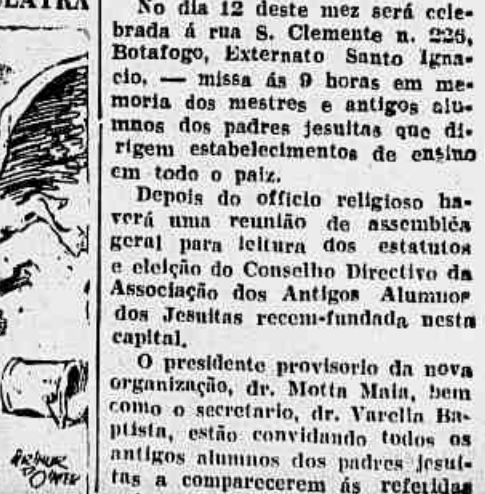 No dia 12 deste mez será cele-
brada á rua S. Clemente n. 226,
Botafogo, Externato Santo Igna-
cio, — missa ás 9 horas em me-
moria dos mestres e antigos alu-
mnos dos padres jesuitas que di-
rigem estabelecimentos de ensino
em todo o paiz.
Depois do officio religioso ha-
verá uma reunião de assembléa
geral para leitura dos estatutos
e eleição do Conselho Directivo da
Associação dos Antigos Alumnos
dos Jesuitas recem-fundada nesta
capital.
O presidente provisorio da nova
organização, dr. Motta Maia, bem
como o secretario, dr. Varella Ba-
ptista, estão convidando todos os
antigos alumnos dos padres jesui-
tas a comparecerem ás referidas